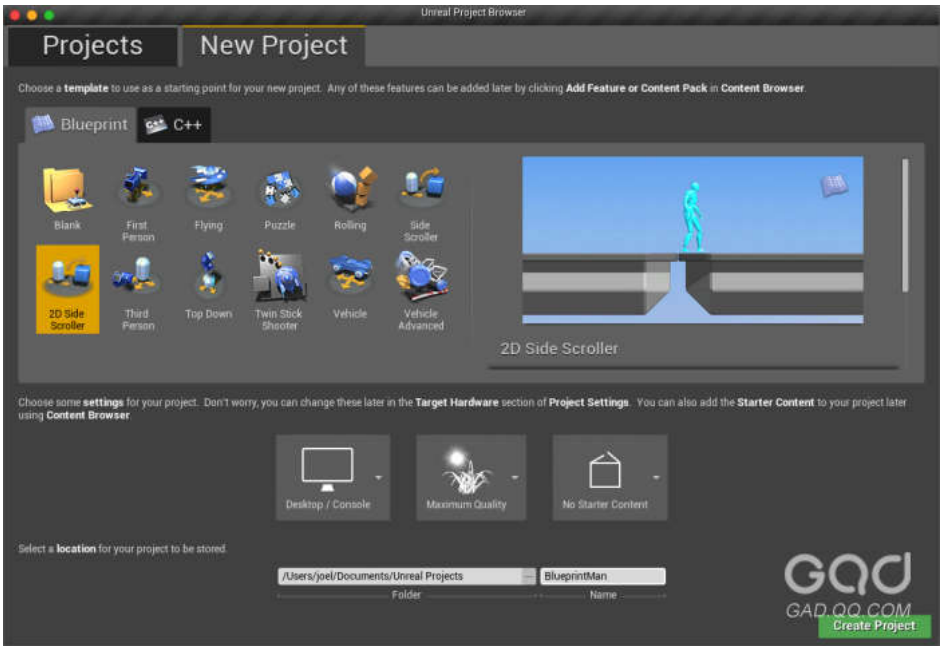 Unreal Project Browser
Projects
New Project
Choose a template to use as a starting point for your new project. Any of these features can be added later by clicking Add Feature or Content Pack in Content Browser.
Blueprint
C++
Blank
First
Person
Flying
Puzzle
Rolling
Side
Scroller
2D Side
Scroller
Third
Person
Top Down
Twin Stick
Shooter
Vehicle
Vehicle
Advanced
2D Side Scroller
Choose some settings for your project. Don't worry, you can change these later in the Target Hardware section of Project Settings. You can also add the Starter Content to your project later
using Content Browser
Desktop / Console
Maximum Quality
No Starter Content
Select a location for your project to be stored.
/Users/joel/Documents/Unreal Projects
...
BlueprintMan
Folder
Name
GAD
GAD.QQ.COM
Create Project